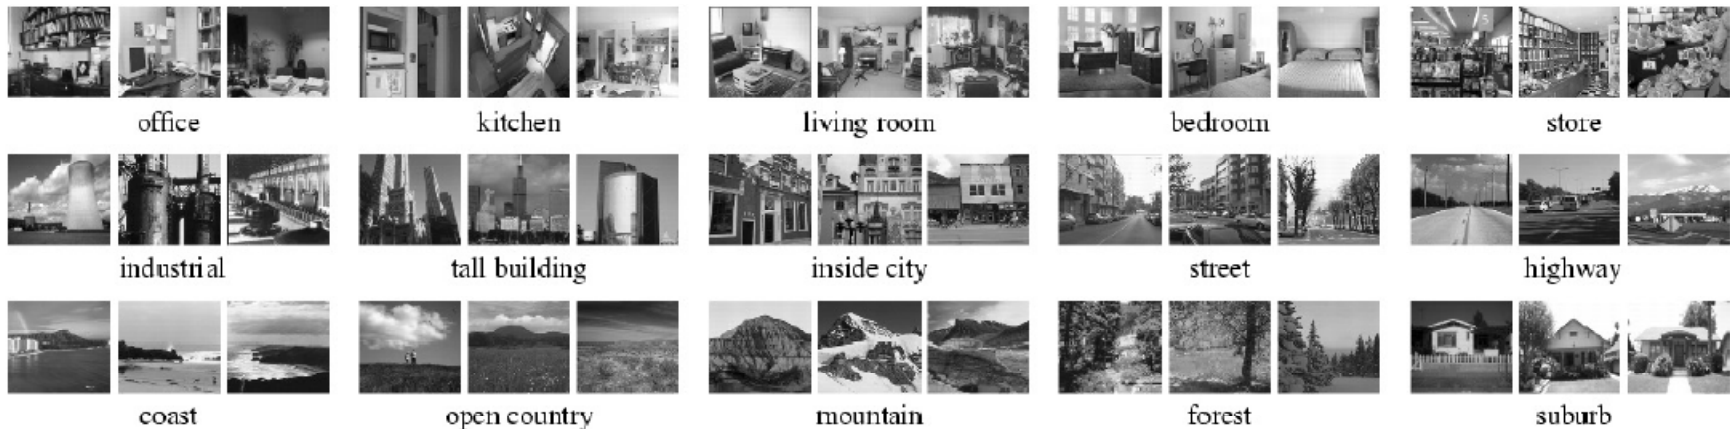 office kitchen living room bedroom store
industrial tall building inside city street highway
coast open country mountain forest suburb